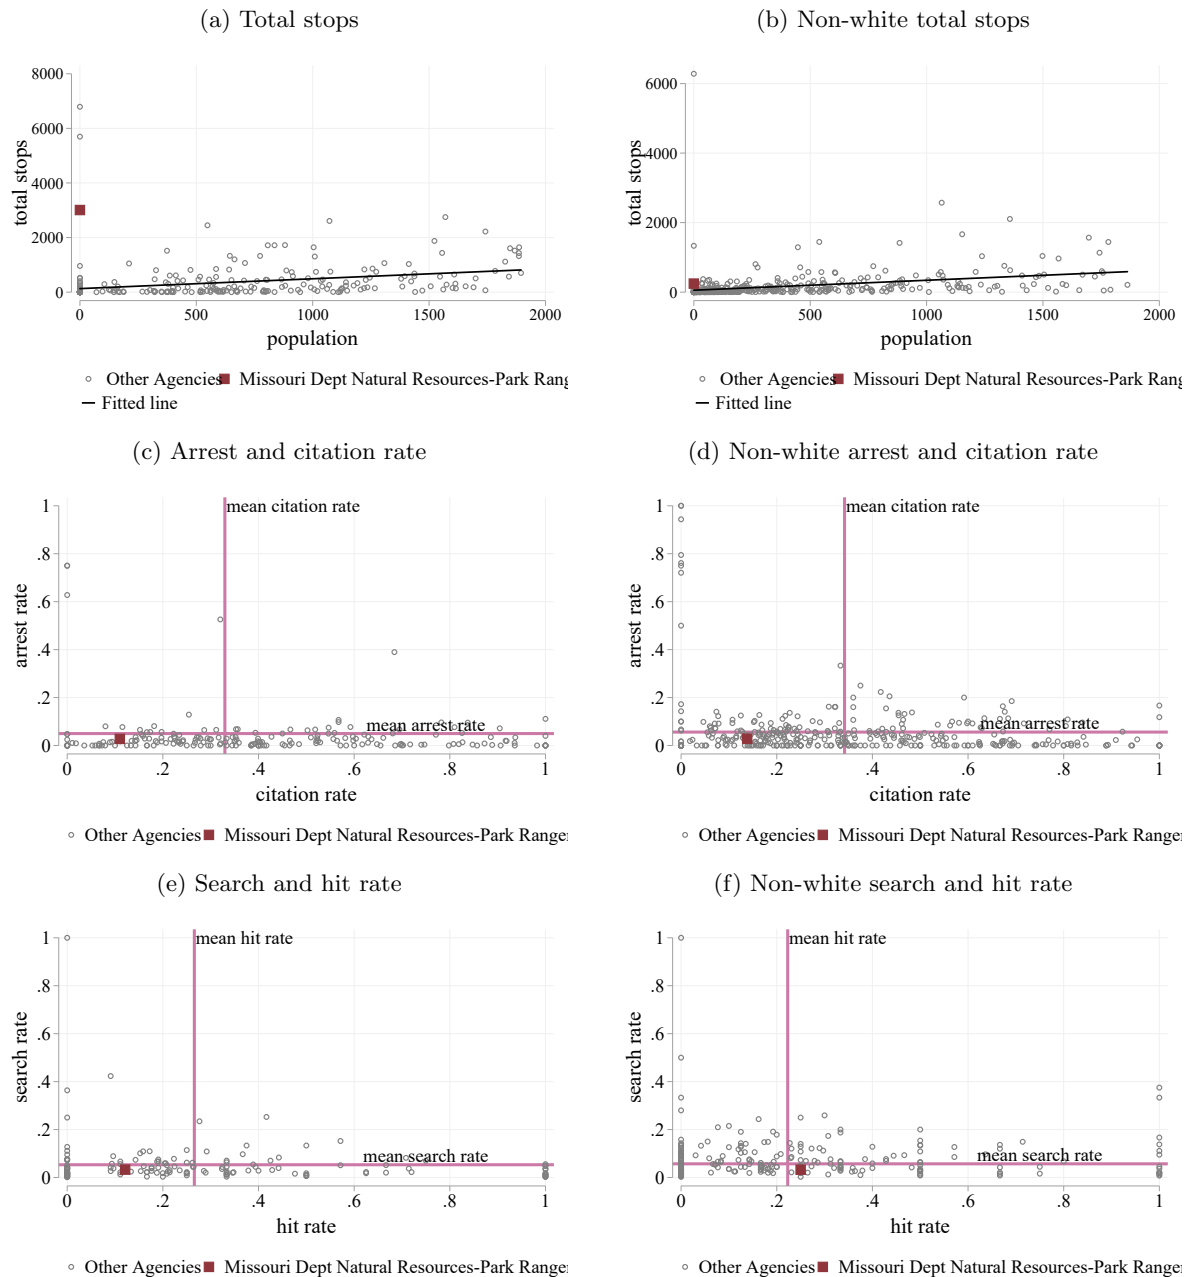 (a) Total stops
8000
6000
4000
2000
0
total stops
0 500 1000 1500 2000
population
Other Agencies Missouri Dept Natural Resources-Park Rang
Fitted line
(b) Non-white total stops
6000
4000
2000
0
total stops
0 500 1000 1500 2000
population
Other Agencies Missouri Dept Natural Resources-Park Rang
Fitted line
(c) Arrest and citation rate
1
.8
.6
.4
.2
0
arrest rate
mean citation rate
mean arrest rate
0 .2 .4 .6 .8 1
citation rate
Other Agencies Missouri Dept Natural Resources-Park Ranger
(d) Non-white arrest and citation rate
1
.8
.6
.4
.2
0
arrest rate
mean citation rate
mean arrest rate
0 .2 .4 .6 .8 1
citation rate
Other Agencies Missouri Dept Natural Resources-Park Ranger
(e) Search and hit rate
1
.8
.6
.4
.2
0
search rate
mean hit rate
mean search rate
0 .2 .4 .6 .8 1
hit rate
Other Agencies Missouri Dept Natural Resources-Park Ranger
(f) Non-white search and hit rate
1
.8
.6
.4
.2
0
search rate
mean hit rate
mean search rate
0 .2 .4 .6 .8 1
hit rate
Other Agencies Missouri Dept Natural Resources-Park Ranger